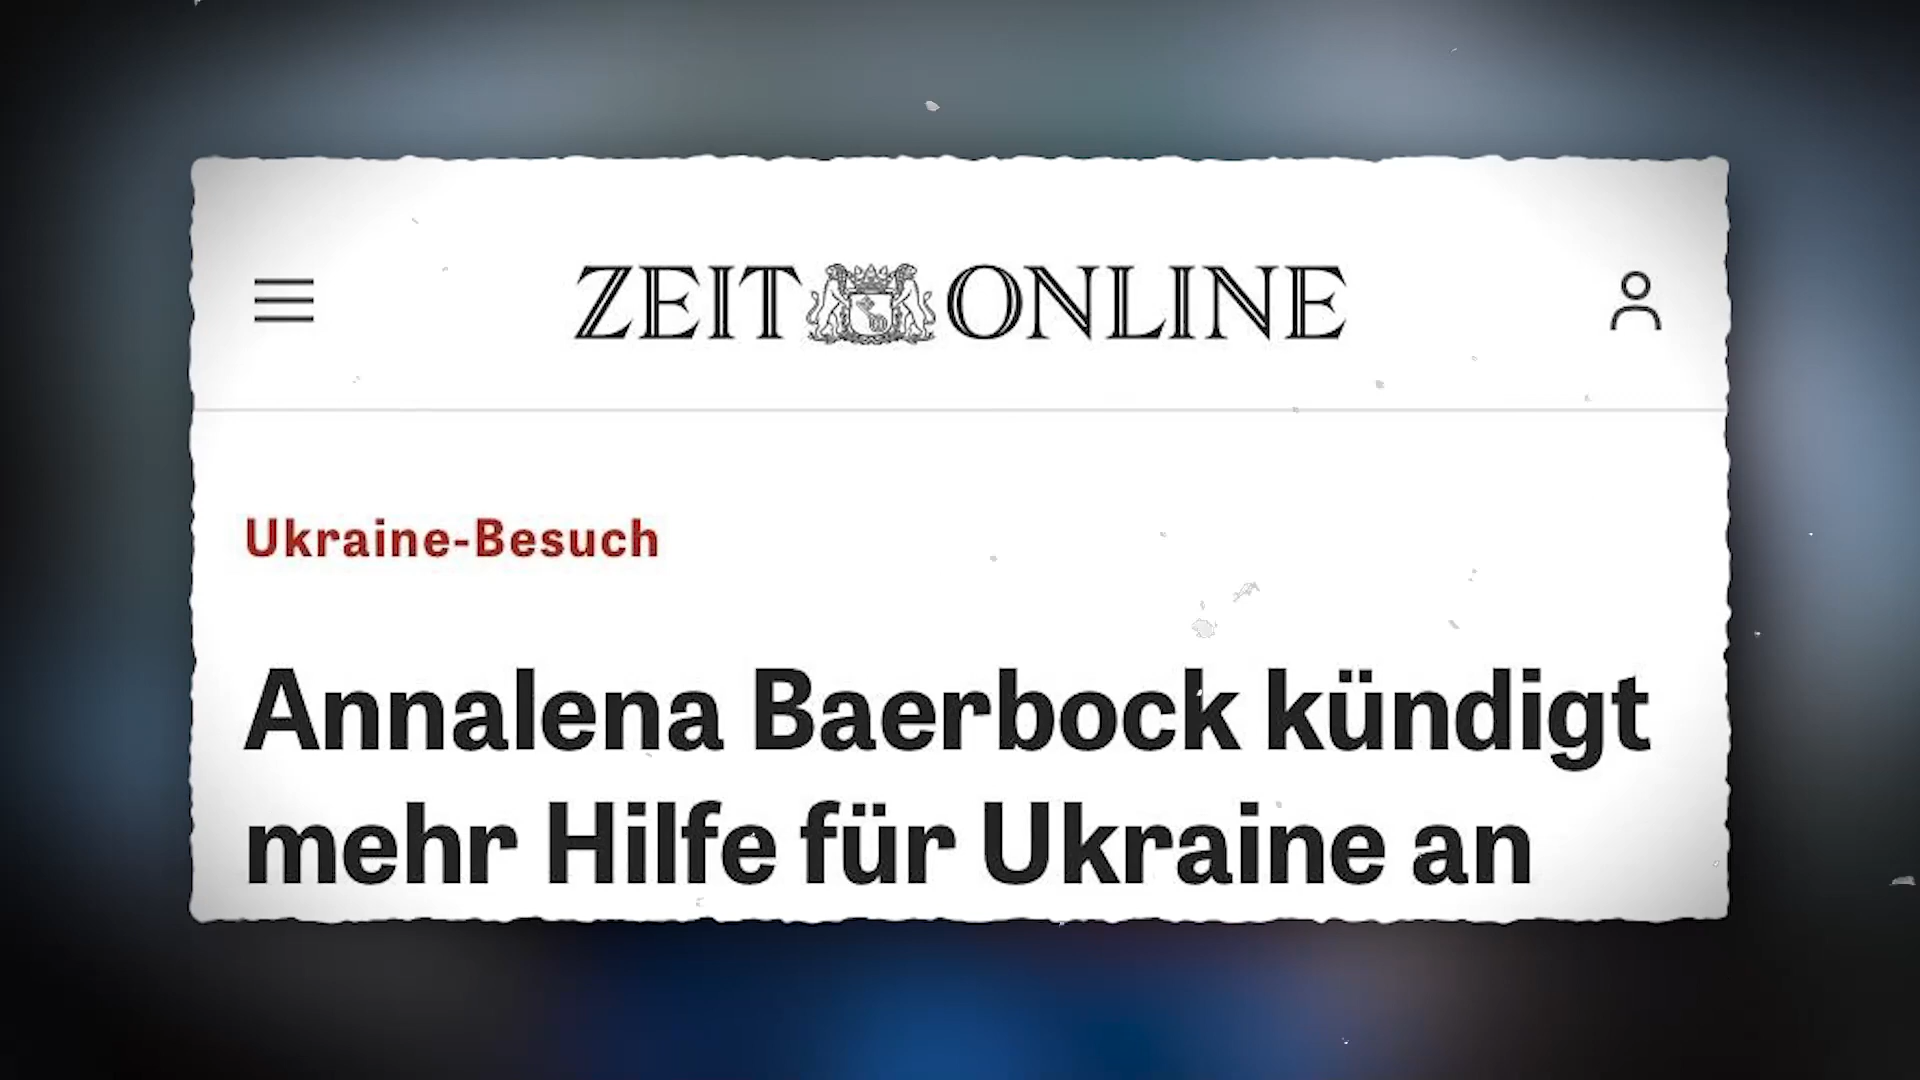 ZEIT ONLINE
Ukraine-Besuch
Annalena Baerbock kündigt
mehr Hilfe für Ukraine an